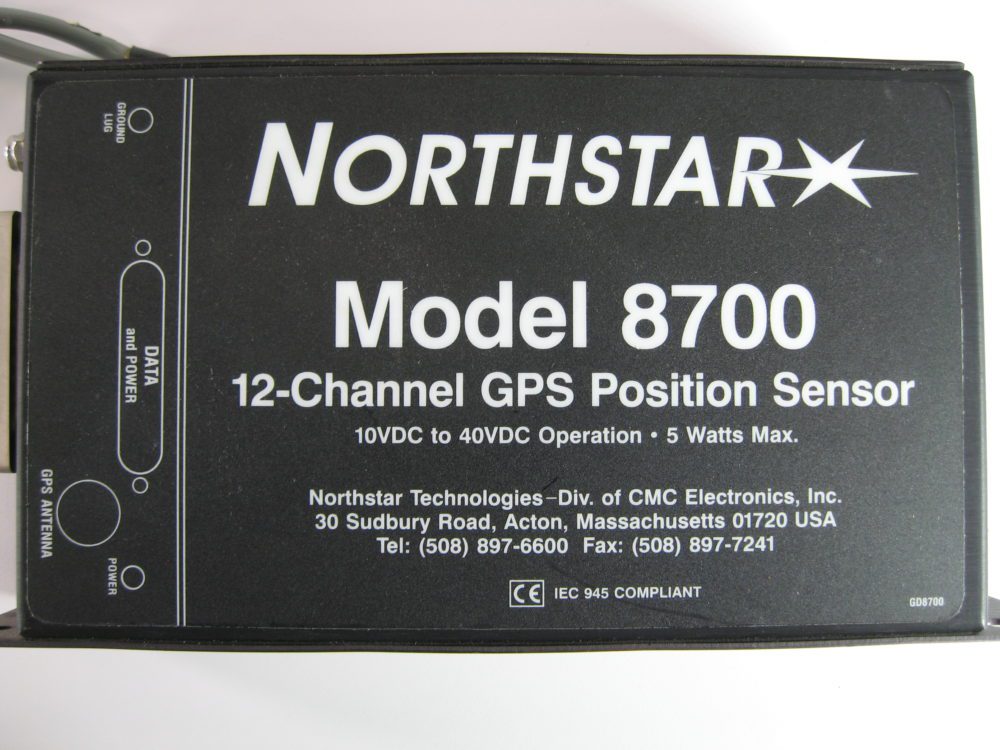 GROUND
LUG
DATA
and POWER
GPS ANTENNA
POWER
NORTHSTAR
Model 8700
12-Channel GPS Position Sensor
10VDC to 40VDC Operation • 5 Watts Max.
Northstar Technologies–Div. of CMC Electronics, Inc.
30 Sudbury Road, Acton, Massachusetts 01720 USA
Tel: (508) 897-6600 Fax: (508) 897-7241
CE IEC 945 COMPLIANT
GD8700